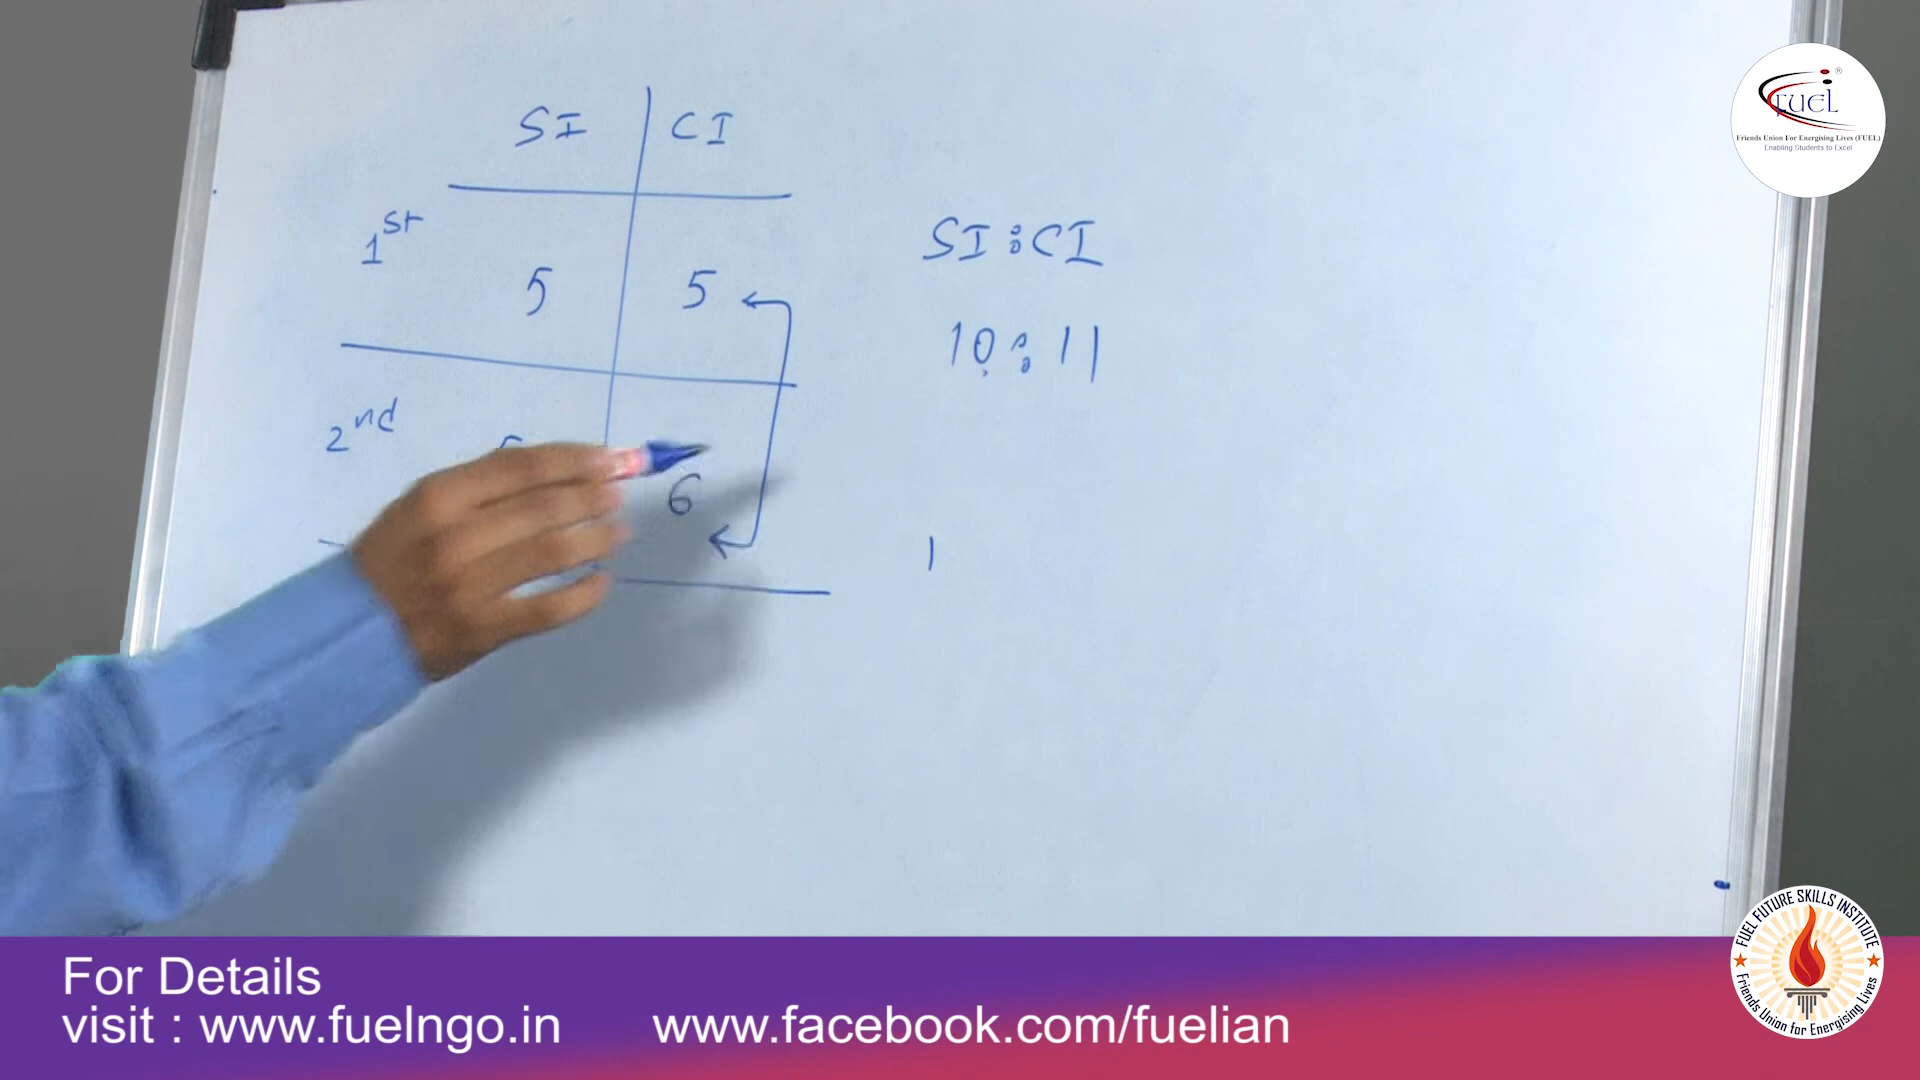 SI CI
1st 5 5
2nd 6
SI : CI
10 : 11
1
FUEL ®
Friends Union For Energising Lives (FUEL)
Enabling Students to Excel
FUEL FUTURE SKILLS INSTITUTE
Friends Union for Energising Lives
For Details
visit : www.fuelngo.in www.facebook.com/fuelian